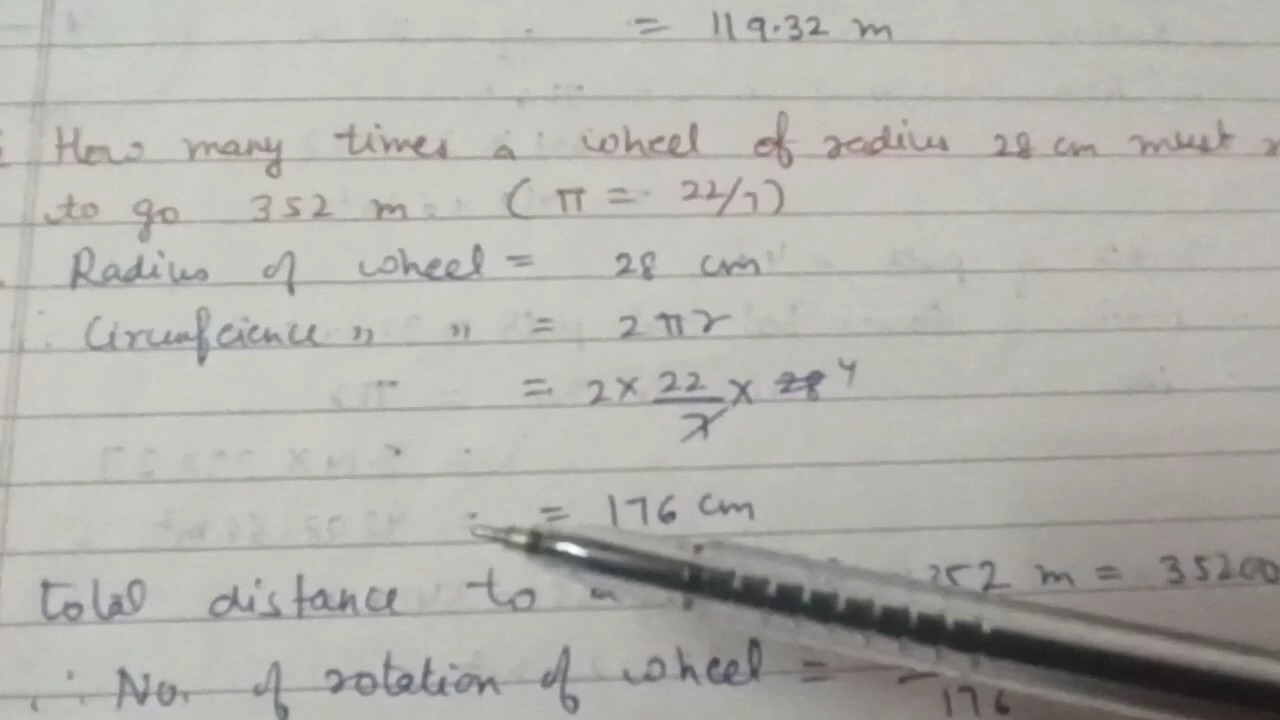 = 119.32 m
How many times a wheel of radius 28 cm must
to go 352 m. (π = 22/7)
Radius of wheel = 28 cm
Circumfcience " " = 2πr
= 2 × 22/7 × 28 4
= 176 cm
total distance to 352 m = 35200
∴ No. of rotation of wheel = 176